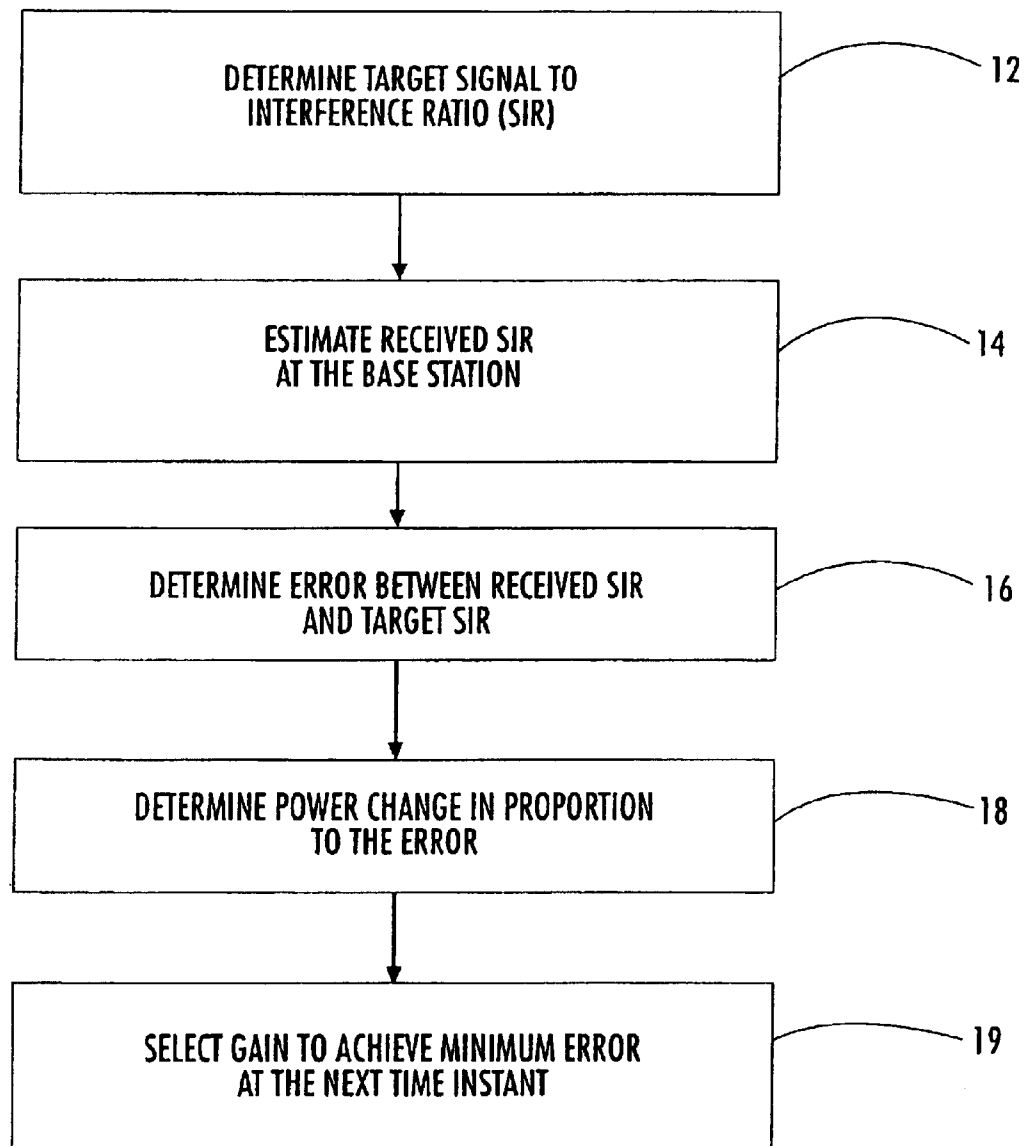 DETERMINE TARGET SIGNAL TO
INTERFERENCE RATIO (SIR)
12
ESTIMATE RECEIVED SIR
AT THE BASE STATION
14
DETERMINE ERROR BETWEEN RECEIVED SIR
AND TARGET SIR
16
DETERMINE POWER CHANGE IN PROPORTION
TO THE ERROR
18
SELECT GAIN TO ACHIEVE MINIMUM ERROR
AT THE NEXT TIME INSTANT
19